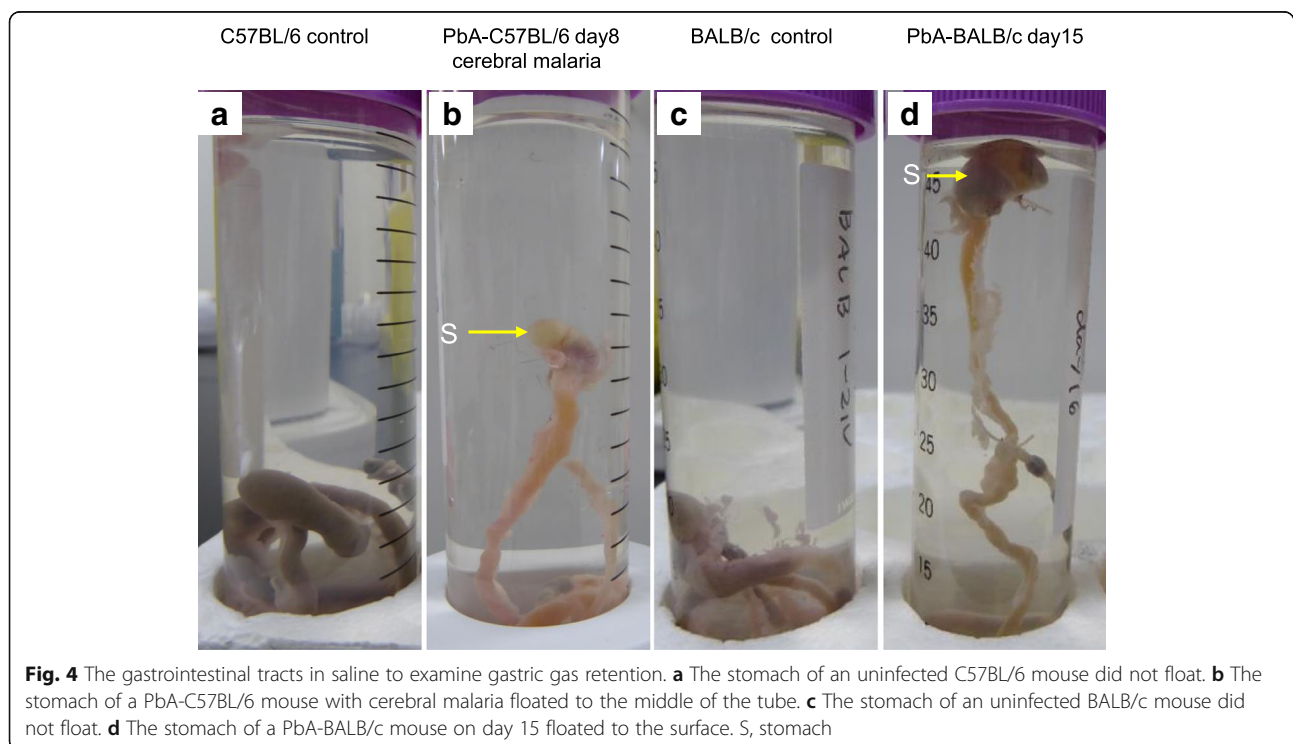 C57BL/6 control
PbA-C57BL/6 day8
cerebral malaria
BALB/c control
PbA-BALB/c day15
a
b
c
d
S
S
BALB 1-21V
45
40
35
30
25
20
15
Fig. 4 The gastrointestinal tracts in saline to examine gastric gas retention. a The stomach of an uninfected C57BL/6 mouse did not float. b The
stomach of a PbA-C57BL/6 mouse with cerebral malaria floated to the middle of the tube. c The stomach of an uninfected BALB/c mouse did
not float. d The stomach of a PbA-BALB/c mouse on day 15 floated to the surface. S, stomach